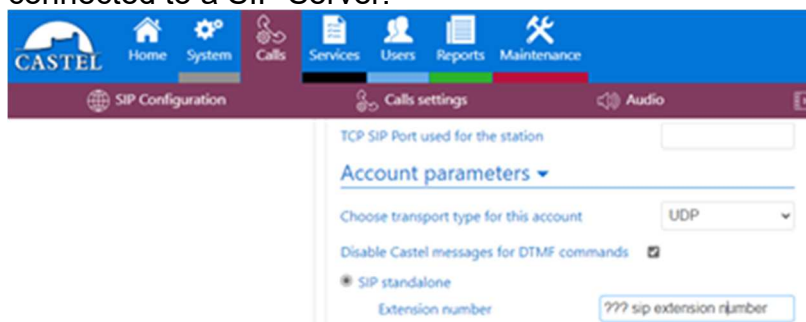 connected to a SIP Server.
CASTEL Home System Calls Services Users Reports Maintenance
SIP Configuration Calls settings Audio
TCP SIP Port used for the station
Account parameters
Choose transport type for this account UDP
Disable Castel messages for DTMF commands
SIP standalone
Extension number ??? sip extension number